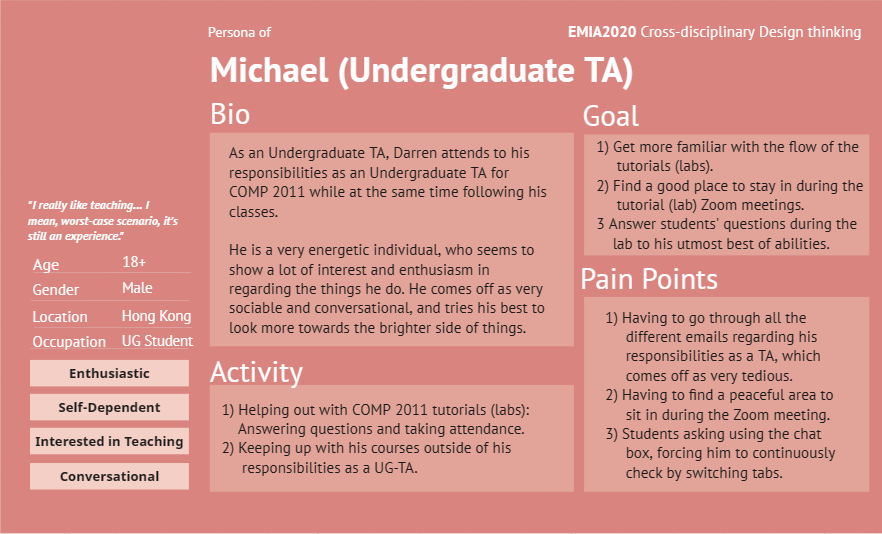 Persona of
EMIA2020 Cross-disciplinary Design thinking
Michael (Undergraduate TA)
Bio
As an Undergraduate TA, Darren attends to his
responsibilities as an Undergraduate TA for
COMP 2011 while at the same time following his
classes.
He is a very energetic individual, who seems to
show a lot of interest and enthusiasm in
regarding the things he do. He comes off as very
sociable and conversational, and tries his best to
look more towards the brighter side of things.
Goal
1) Get more familiar with the flow of the
tutorials (labs).
2) Find a good place to stay in during the
tutorial (lab) Zoom meetings.
3 Answer students' questions during the
lab to his utmost best of abilities.
"I really like teaching... I
mean, worst-case scenario, it's
still an experience."
Age 18+
Gender Male
Location Hong Kong
Occupation UG Student
Enthusiastic
Self-Dependent
Interested in Teaching
Conversational
Activity
1) Helping out with COMP 2011 tutorials (labs):
Answering questions and taking attendance.
2) Keeping up with his courses outside of his
responsibilities as a UG-TA.
Pain Points
1) Having to go through all the
different emails regarding his
responsibilities as a TA, which
comes off as very tedious.
2) Having to find a peaceful area to
sit in during the Zoom meeting.
3) Students asking using the chat
box, forcing him to continuously
check by switching tabs.